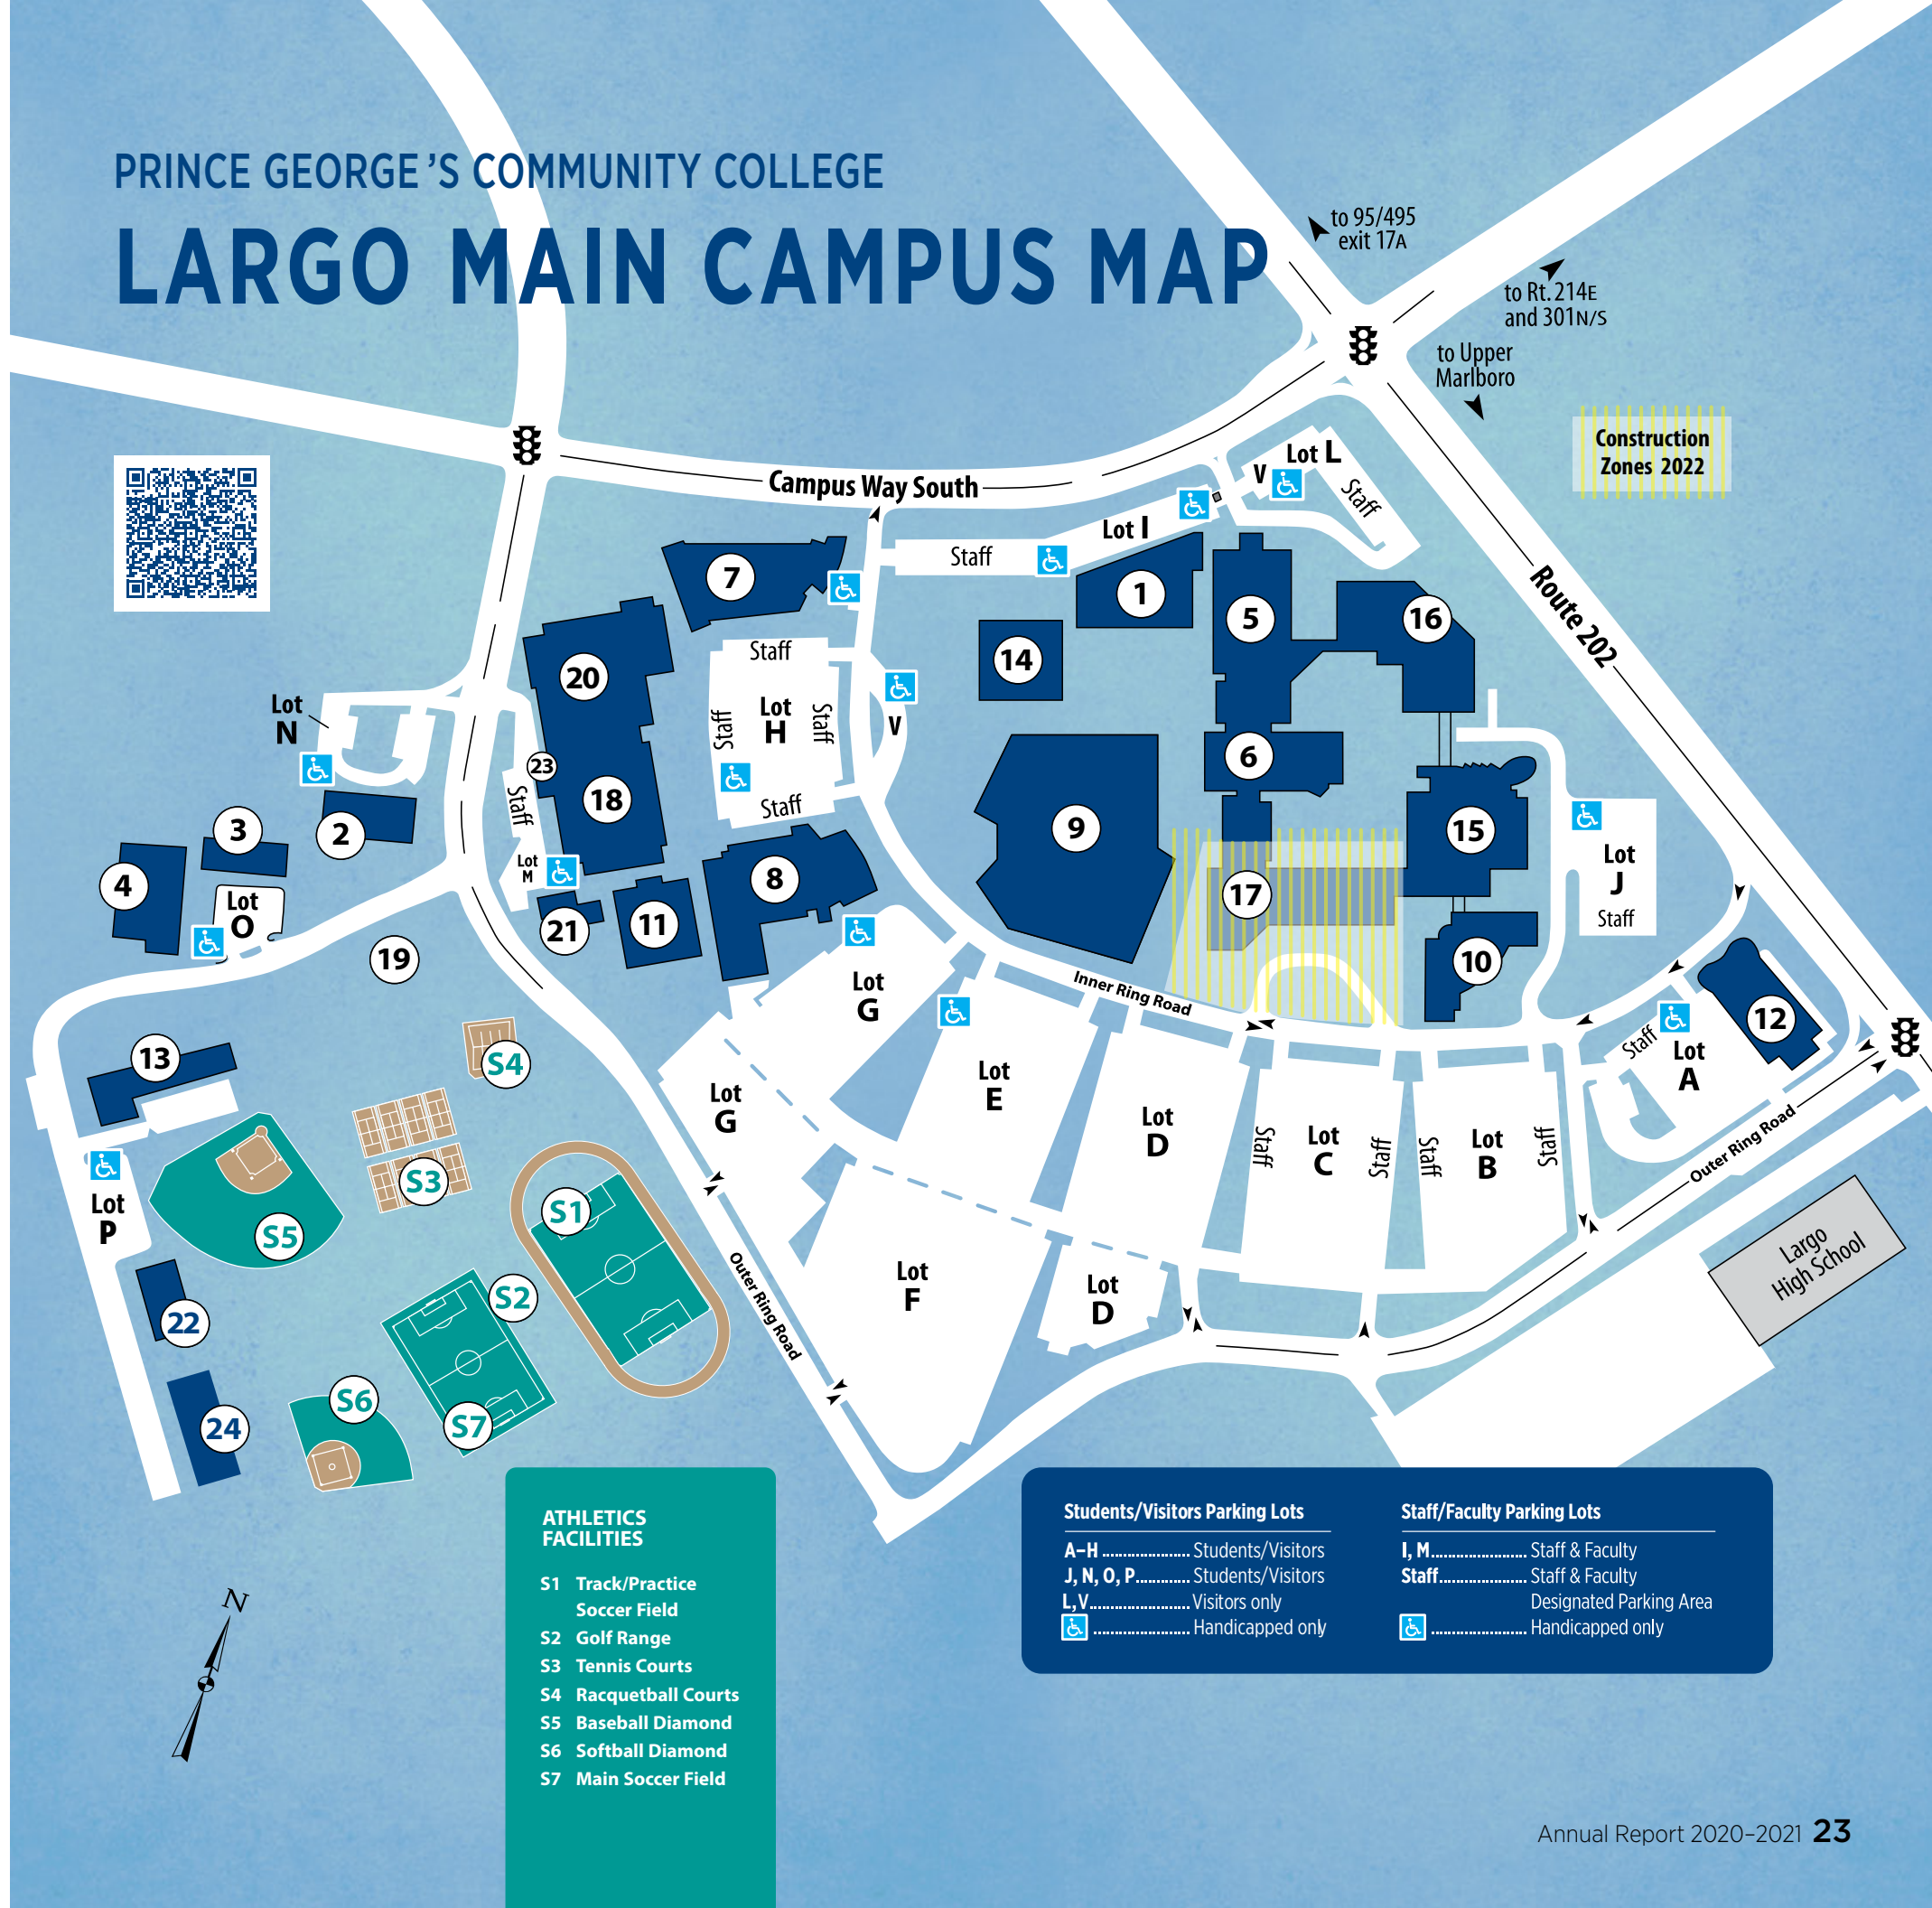 PRINCE GEORGE 'S COMMUNITY COLLEGE
LARGO MAIN CAMPUS MAP
to 95/495
exit 17A
to Rt. 214E
and 301N/S
to Upper
Marlboro
Construction
Zones 2022
Campus Way South
Route 202
Lot L
V
Staff
Lot I
Staff
7
1
5
16
14
20
Staff
Lot
H
Staff
Staff
Staff
V
Lot
N
23
18
Staff
6
9
15
3
2
4
Lot
O
Lot
M
8
21
11
17
Lot
J
Staff
19
10
12
Lot
G
Inner Ring Road
Staff
Lot
A
13
S4
Lot
E
Lot
G
Lot
D
Staff
Lot
C
Staff
Staff
Lot
B
Staff
Outer Ring Road
S3
S1
Lot
P
S5
S2
22
Outer Ring Road
Lot
F
Lot
D
Largo
High School
S6
S7
24
ATHLETICS
FACILITIES
S1 Track/Practice
Soccer Field
S2 Golf Range
S3 Tennis Courts
S4 Racquetball Courts
S5 Baseball Diamond
S6 Softball Diamond
S7 Main Soccer Field
Students/Visitors Parking Lots
A–H ..................... Students/Visitors
J, N, O, P............. Students/Visitors
L,V........................ Visitors only
....................... Handicapped only
Staff/Faculty Parking Lots
I, M....................... Staff & Faculty
Staff..................... Staff & Faculty
Designated Parking Area
....................... Handicapped only
N
Annual Report 2020–2021 23